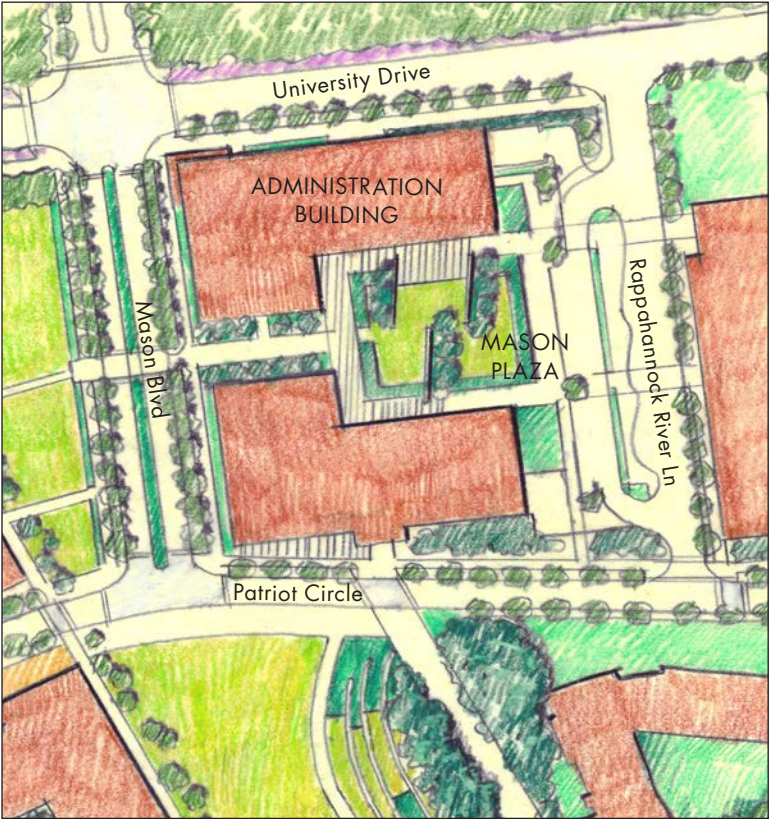 University Drive
ADMINISTRATION
BUILDING
Mason Blvd
MASON
PLAZA
Rappahannock River Ln
Patriot Circle